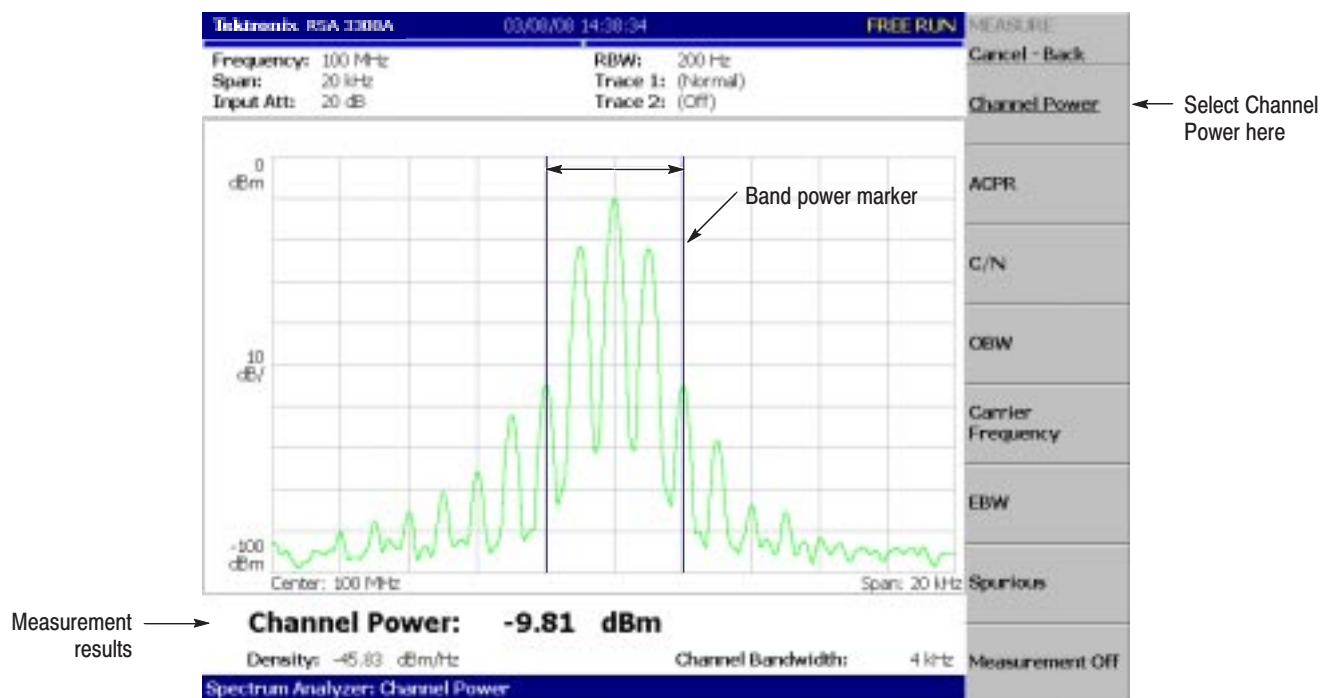 Tektronix RSA 3300A 03/08/08 14:38:34 FREE RUN
Frequency: 100 MHz
Span: 20 kHz
Input Att: 20 dB
RBW: 200 Hz
Trace 1: (Normal)
Trace 2: (Off)
MEASURE
Cancel - Back
Channel Power
ACPR
C/N
OBW
Carrier
Frequency
EBW
Spurious
Measurement Off
Select Channel
Power here
0
dBm
Band power marker
10
dB/
-100
dBm
Center: 100 MHz
Span: 20 kHz
Measurement
results
Channel Power: -9.81 dBm
Density: -45.83 dBm/Hz
Channel Bandwidth: 4 kHz
Spectrum Analyzer: Channel Power